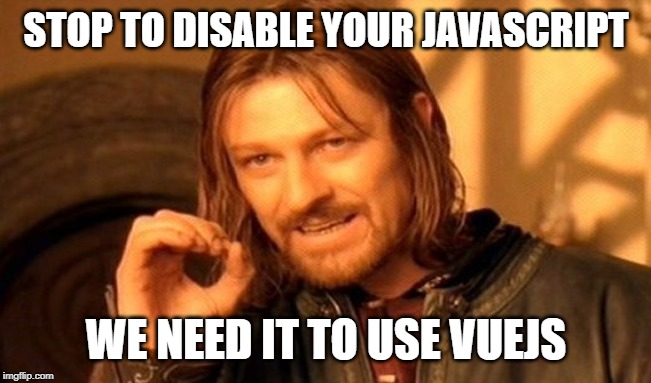 STOP TO DISABLE YOUR JAVASCRIPT
WE NEED IT TO USE VUEJS
imgflip.com